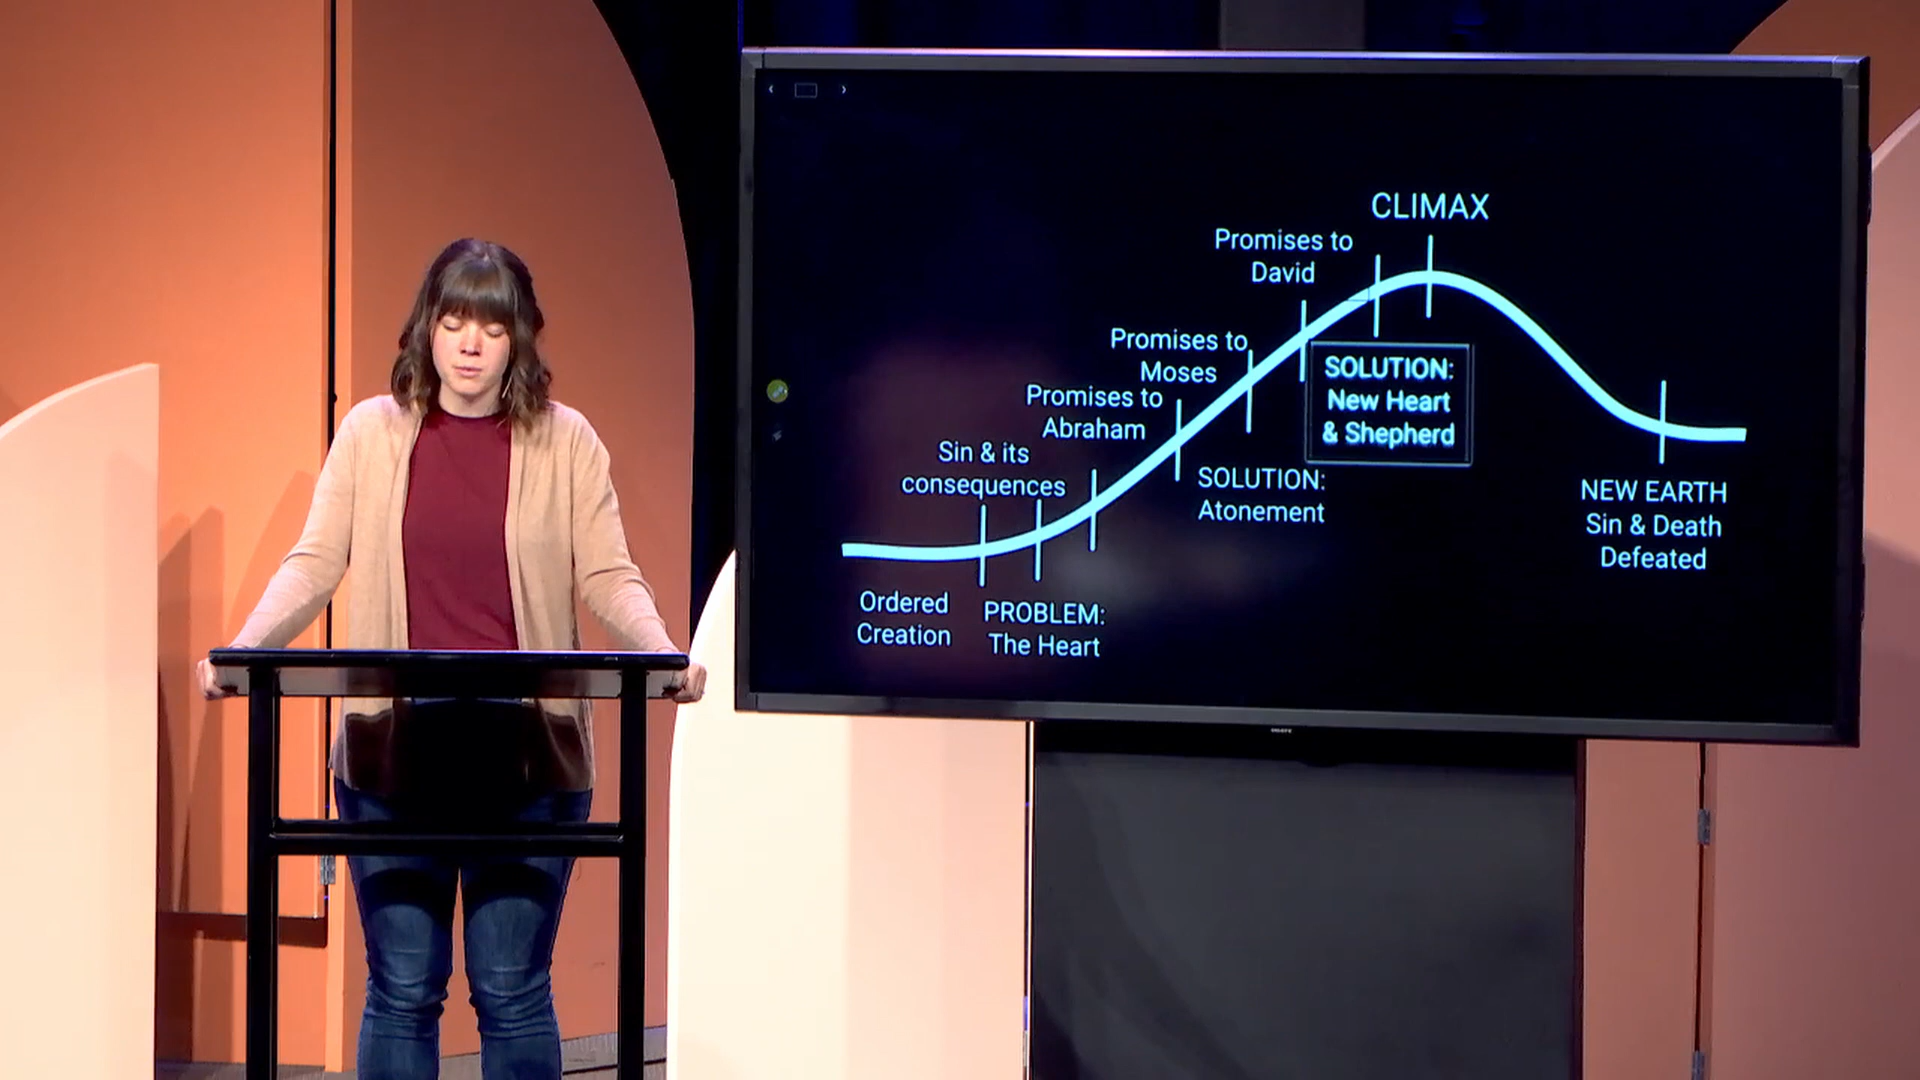 CLIMAX
Promises to
David
Promises to
Moses
SOLUTION:
New Heart
& Shepherd
Promises to
Abraham
Sin & its
consequences
SOLUTION:
Atonement
NEW EARTH
Sin & Death
Defeated
Ordered
Creation
PROBLEM:
The Heart